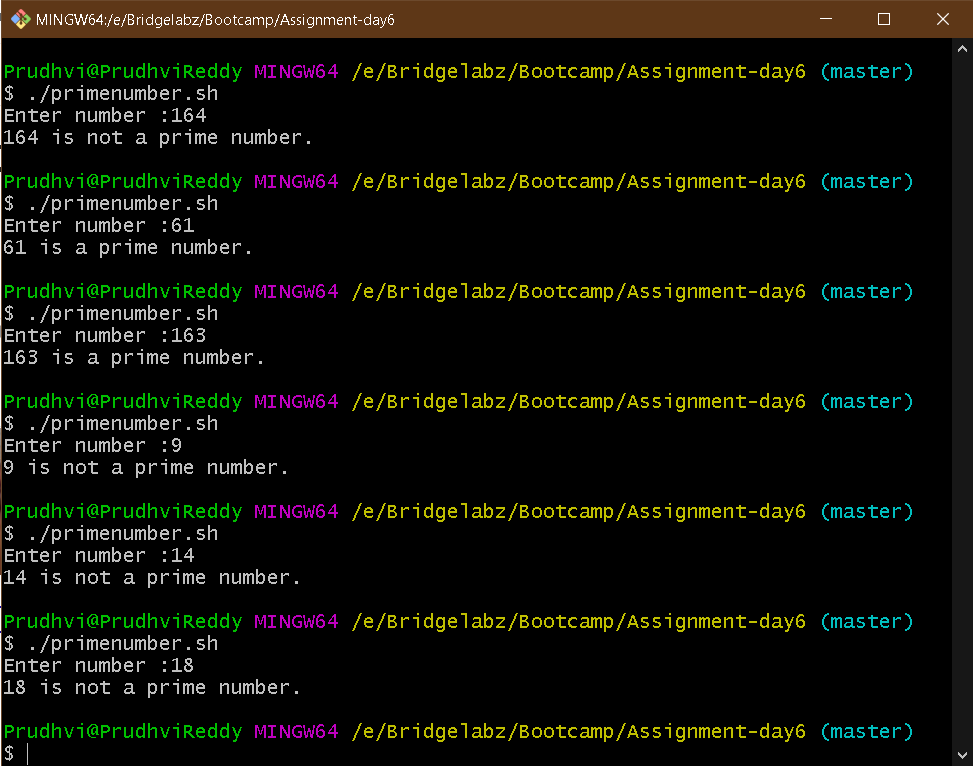 MINGW64:/e/Bridgelabz/Bootcamp/Assignment-day6
Prudhvi@PrudhviReddy MINGW64 /e/Bridgelabz/Bootcamp/Assignment-day6 (master)
$ ./primenumber.sh
Enter number :164
164 is not a prime number.
Prudhvi@PrudhviReddy MINGW64 /e/Bridgelabz/Bootcamp/Assignment-day6 (master)
$ ./primenumber.sh
Enter number :61
61 is a prime number.
Prudhvi@PrudhviReddy MINGW64 /e/Bridgelabz/Bootcamp/Assignment-day6 (master)
$ ./primenumber.sh
Enter number :163
163 is a prime number.
Prudhvi@PrudhviReddy MINGW64 /e/Bridgelabz/Bootcamp/Assignment-day6 (master)
$ ./primenumber.sh
Enter number :9
9 is not a prime number.
Prudhvi@PrudhviReddy MINGW64 /e/Bridgelabz/Bootcamp/Assignment-day6 (master)
$ ./primenumber.sh
Enter number :14
14 is not a prime number.
Prudhvi@PrudhviReddy MINGW64 /e/Bridgelabz/Bootcamp/Assignment-day6 (master)
$ ./primenumber.sh
Enter number :18
18 is not a prime number.
Prudhvi@PrudhviReddy MINGW64 /e/Bridgelabz/Bootcamp/Assignment-day6 (master)
$